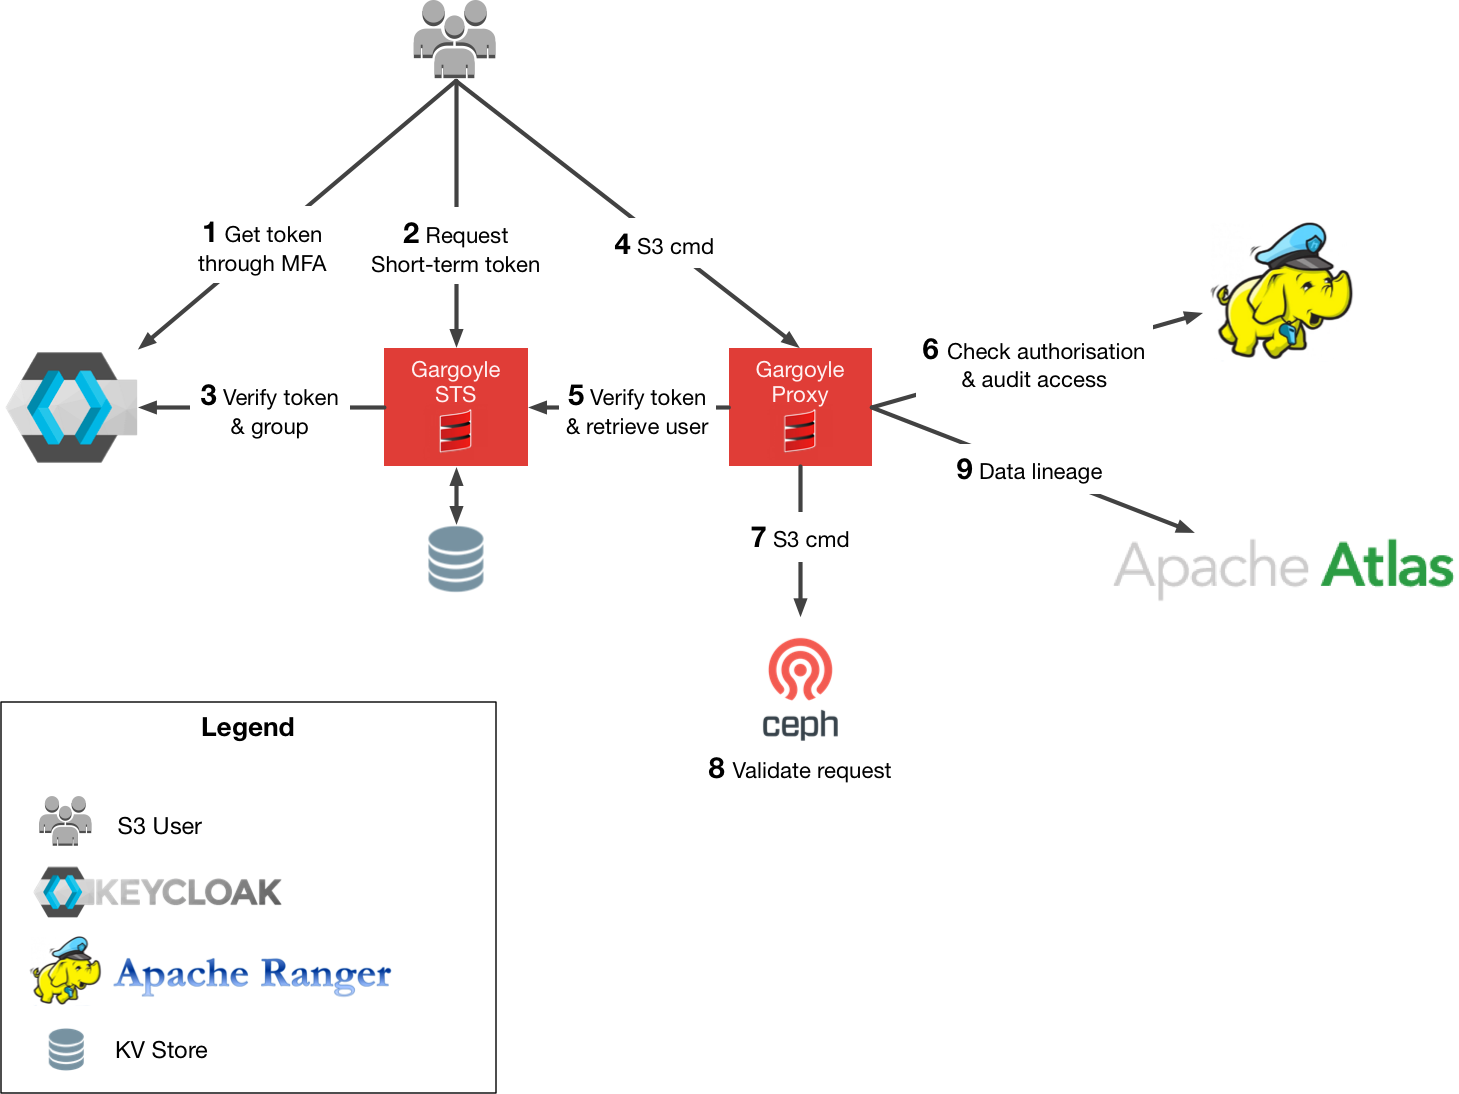 1 Get token
through MFA
2 Request
Short-term token
4 S3 cmd
3 Verify token
& group
Gargoyle
STS
5 Verify token
& retrieve user
Gargoyle
Proxy
6 Check authorisation
& audit access
9 Data lineage
7 S3 cmd
Apache Atlas
ceph
8 Validate request
Legend
S3 User
KEYCLOAK
Apache Ranger
KV Store